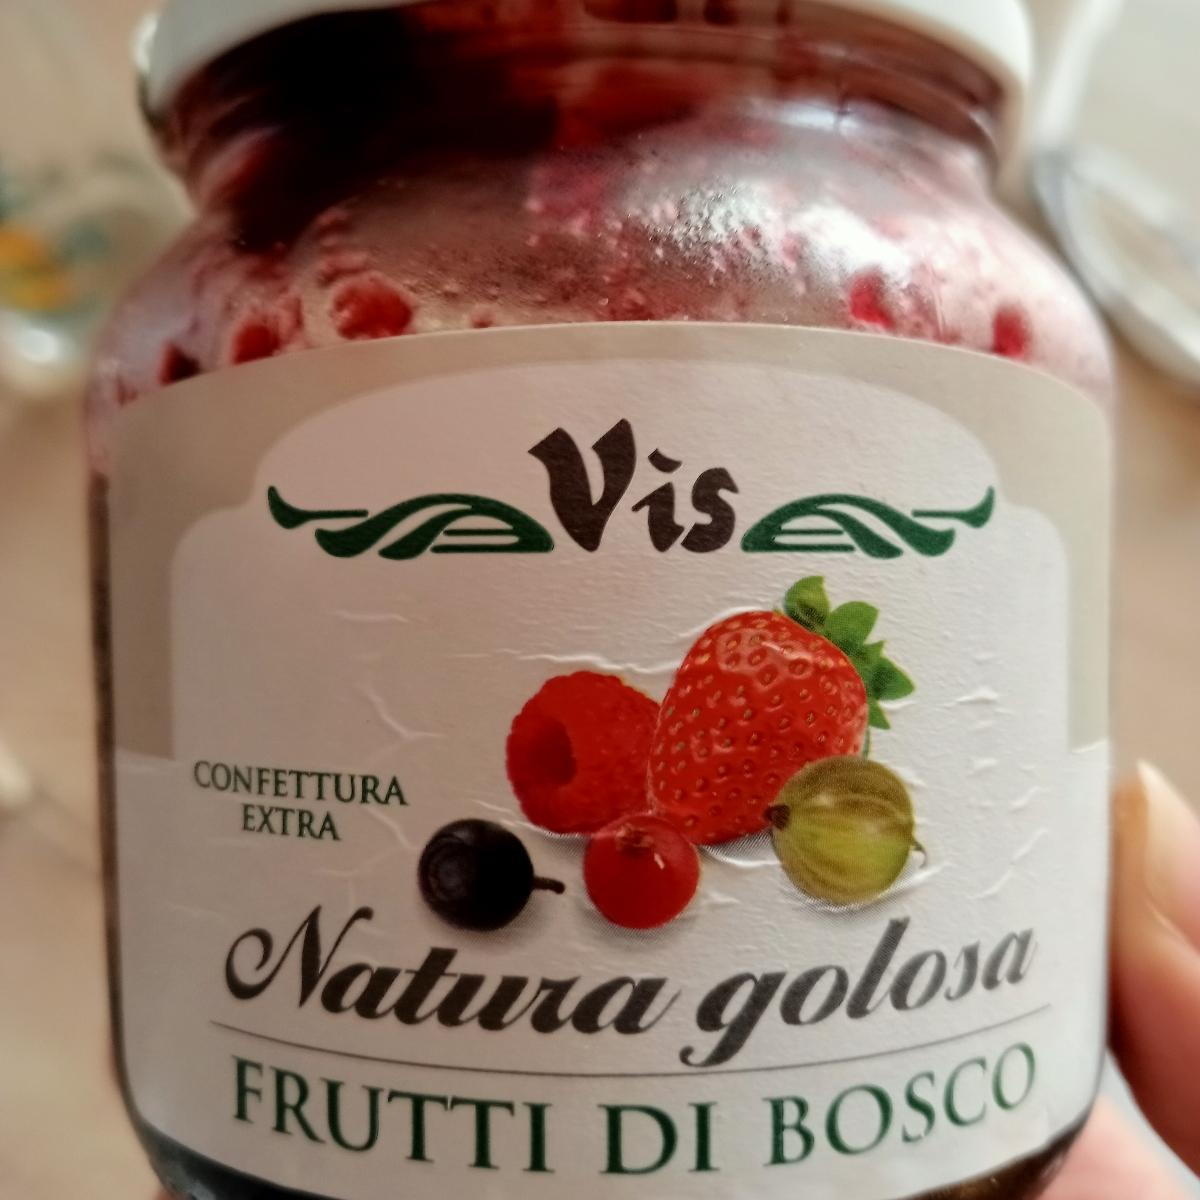 Vis
CONFETTURA
EXTRA
Natura golosa
FRUTTI DI BOSCO